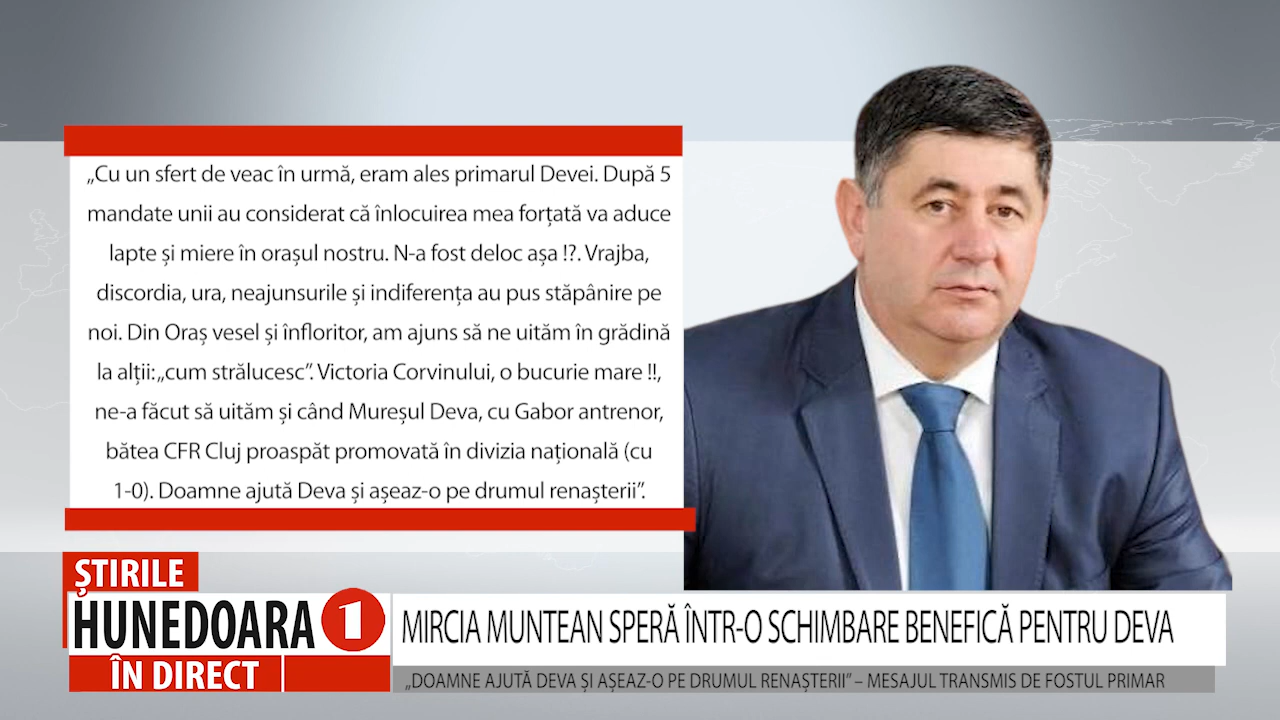 „Cu un sfert de veac în urmă, eram ales primarul Devei. După 5
mandate unii au considerat că înlocuirea mea forțată va aduce
lapte și miere în orașul nostru. N-a fost deloc așa !?. Vrajba,
discordia, ura, neajunsurile și indiferența au pus stăpânire pe
noi. Din Oraș vesel și înfloritor, am ajuns să ne uităm în grădină
la alții:„cum strălucesc”. Victoria Corvinului, o bucurie mare !!,
ne-a făcut să uităm și când Mureșul Deva, cu Gabor antrenor,
bătea CFR Cluj proaspăt promovată în divizia națională (cu
1-0). Doamne ajută Deva și așeaz-o pe drumul renașterii”.
ȘTIRILE
HUNEDOARA 1
ÎN DIRECT
MIRCIA MUNTEAN SPERĂ ÎNTR-O SCHIMBARE BENEFICĂ PENTRU DEVA
„DOAMNE AJUTĂ DEVA ȘI AȘEAZ-O PE DRUMUL RENAȘTERII” – MESAJUL TRANSMIS DE FOSTUL PRIMAR